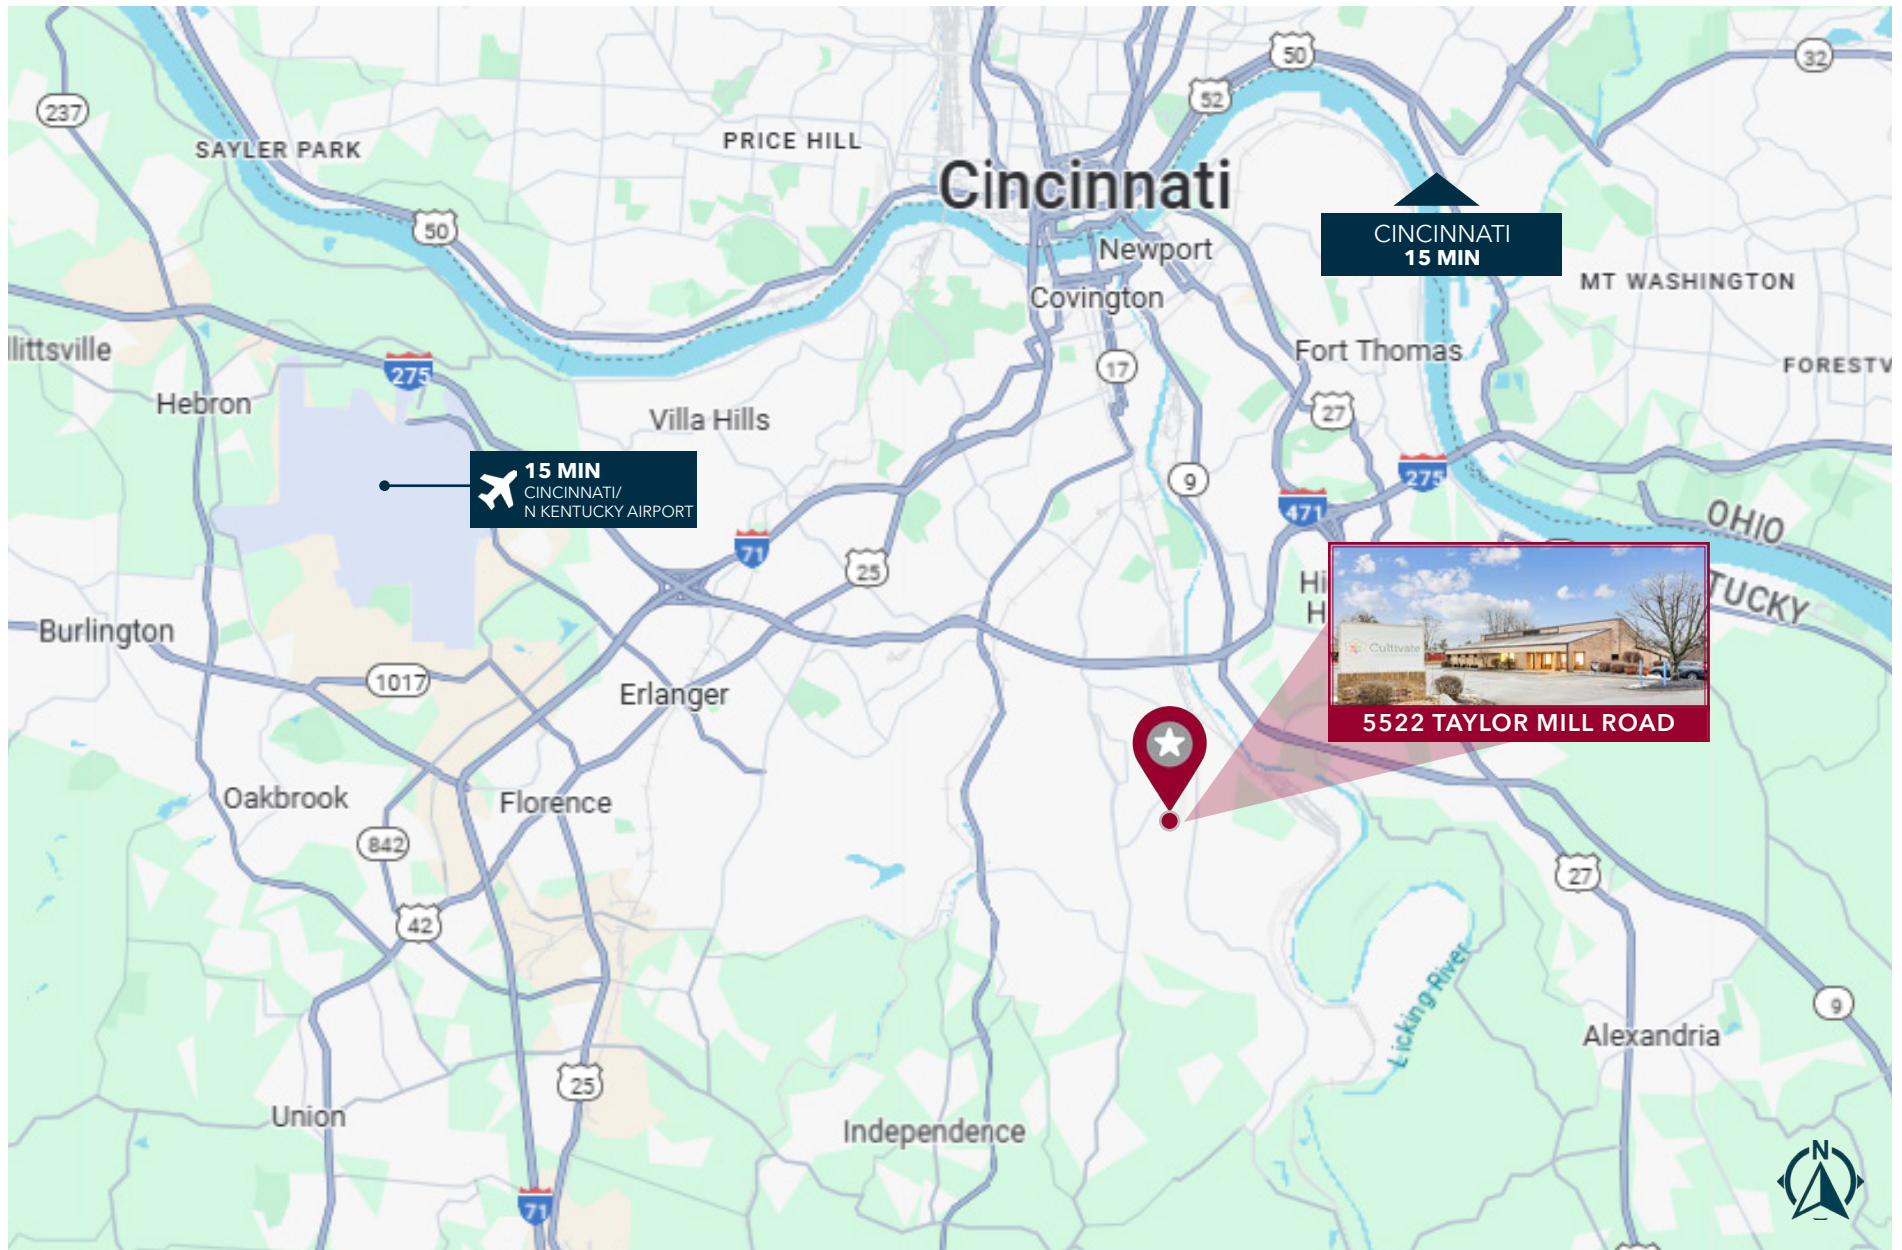 50
32
52
237
PRICE HILL
SAYLER PARK
Cincinnati
50
CINCINNATI
15 MIN
Newport
MT WASHINGTON
Covington
Fort Thomas
FORESTV
littsville
275
17
Hebron
27
Villa Hills
15 MIN
CINCINNATI/
N KENTUCKY AIRPORT
9
275
471
OHIO
71
25
Hi
H
TUCKY
Burlington
Cultivate
1017
Erlanger
5522 TAYLOR MILL ROAD
Oakbrook
Florence
842
27
42
Licking River
9
Alexandria
25
Union
Independence
N
71